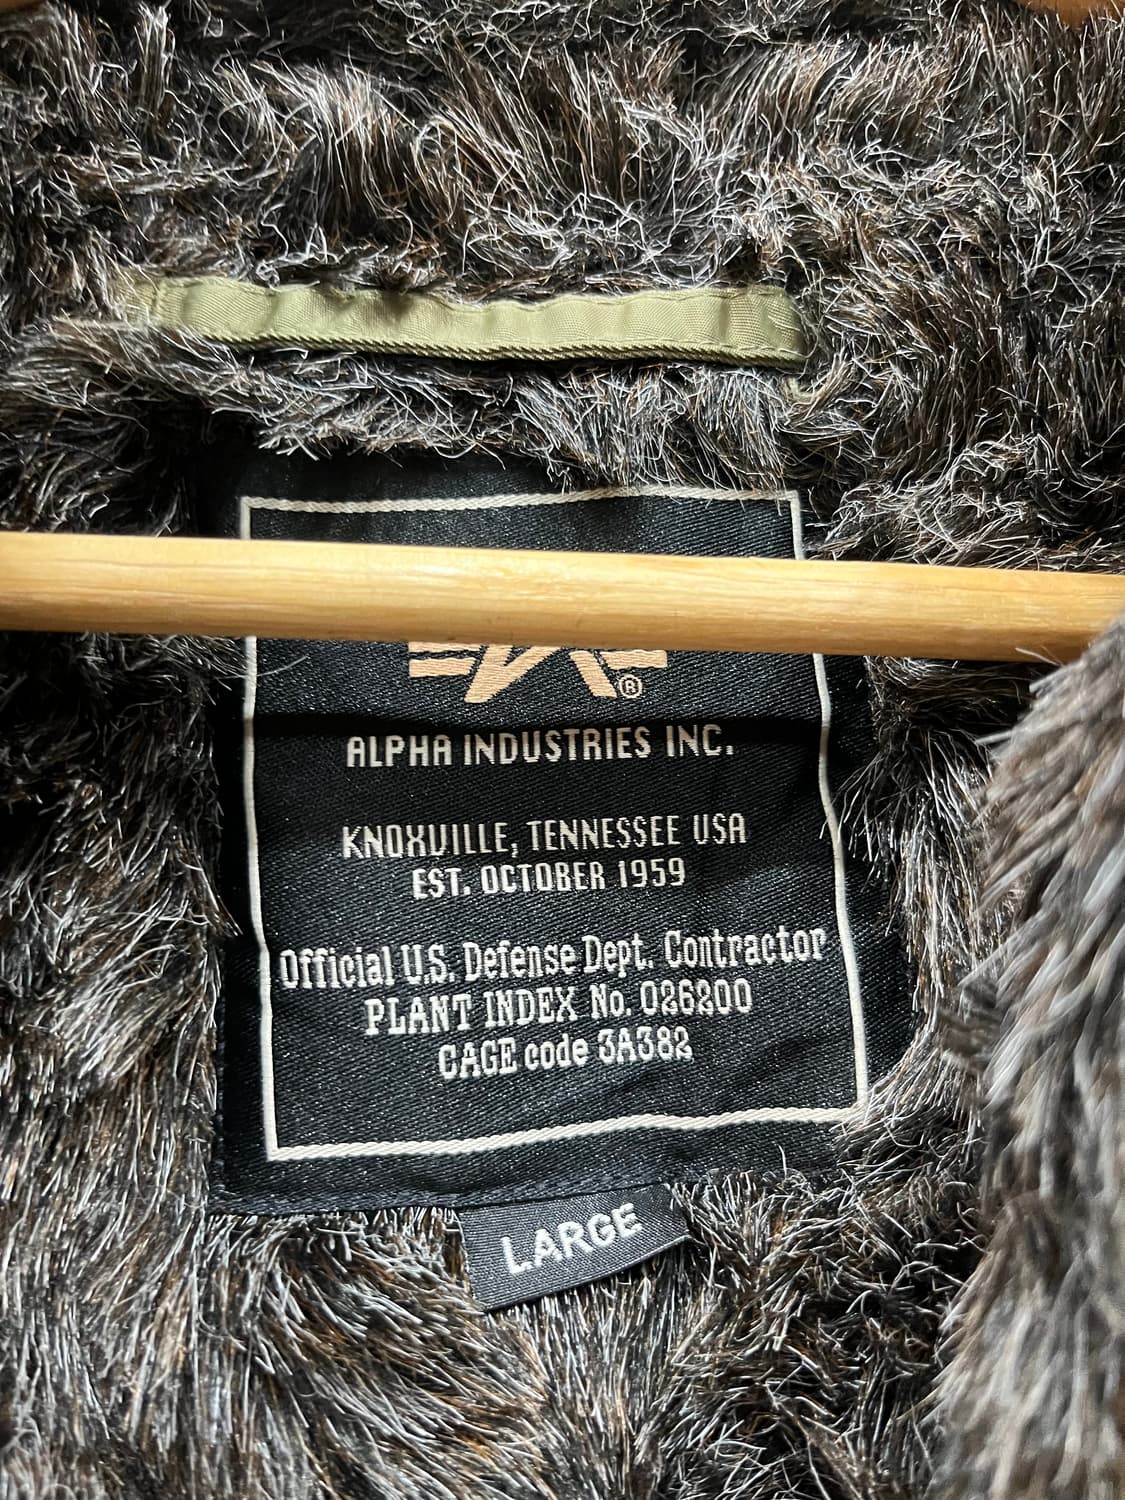 ®
ALPHA INDUSTRIES INC.
KNOXVILLE, TENNESSEE USA
EST. OCTOBER 1959
Official U.S. Defense Dept. Contractor
PLANT INDEX No. 026200
CAGE code 3A382
LARGE